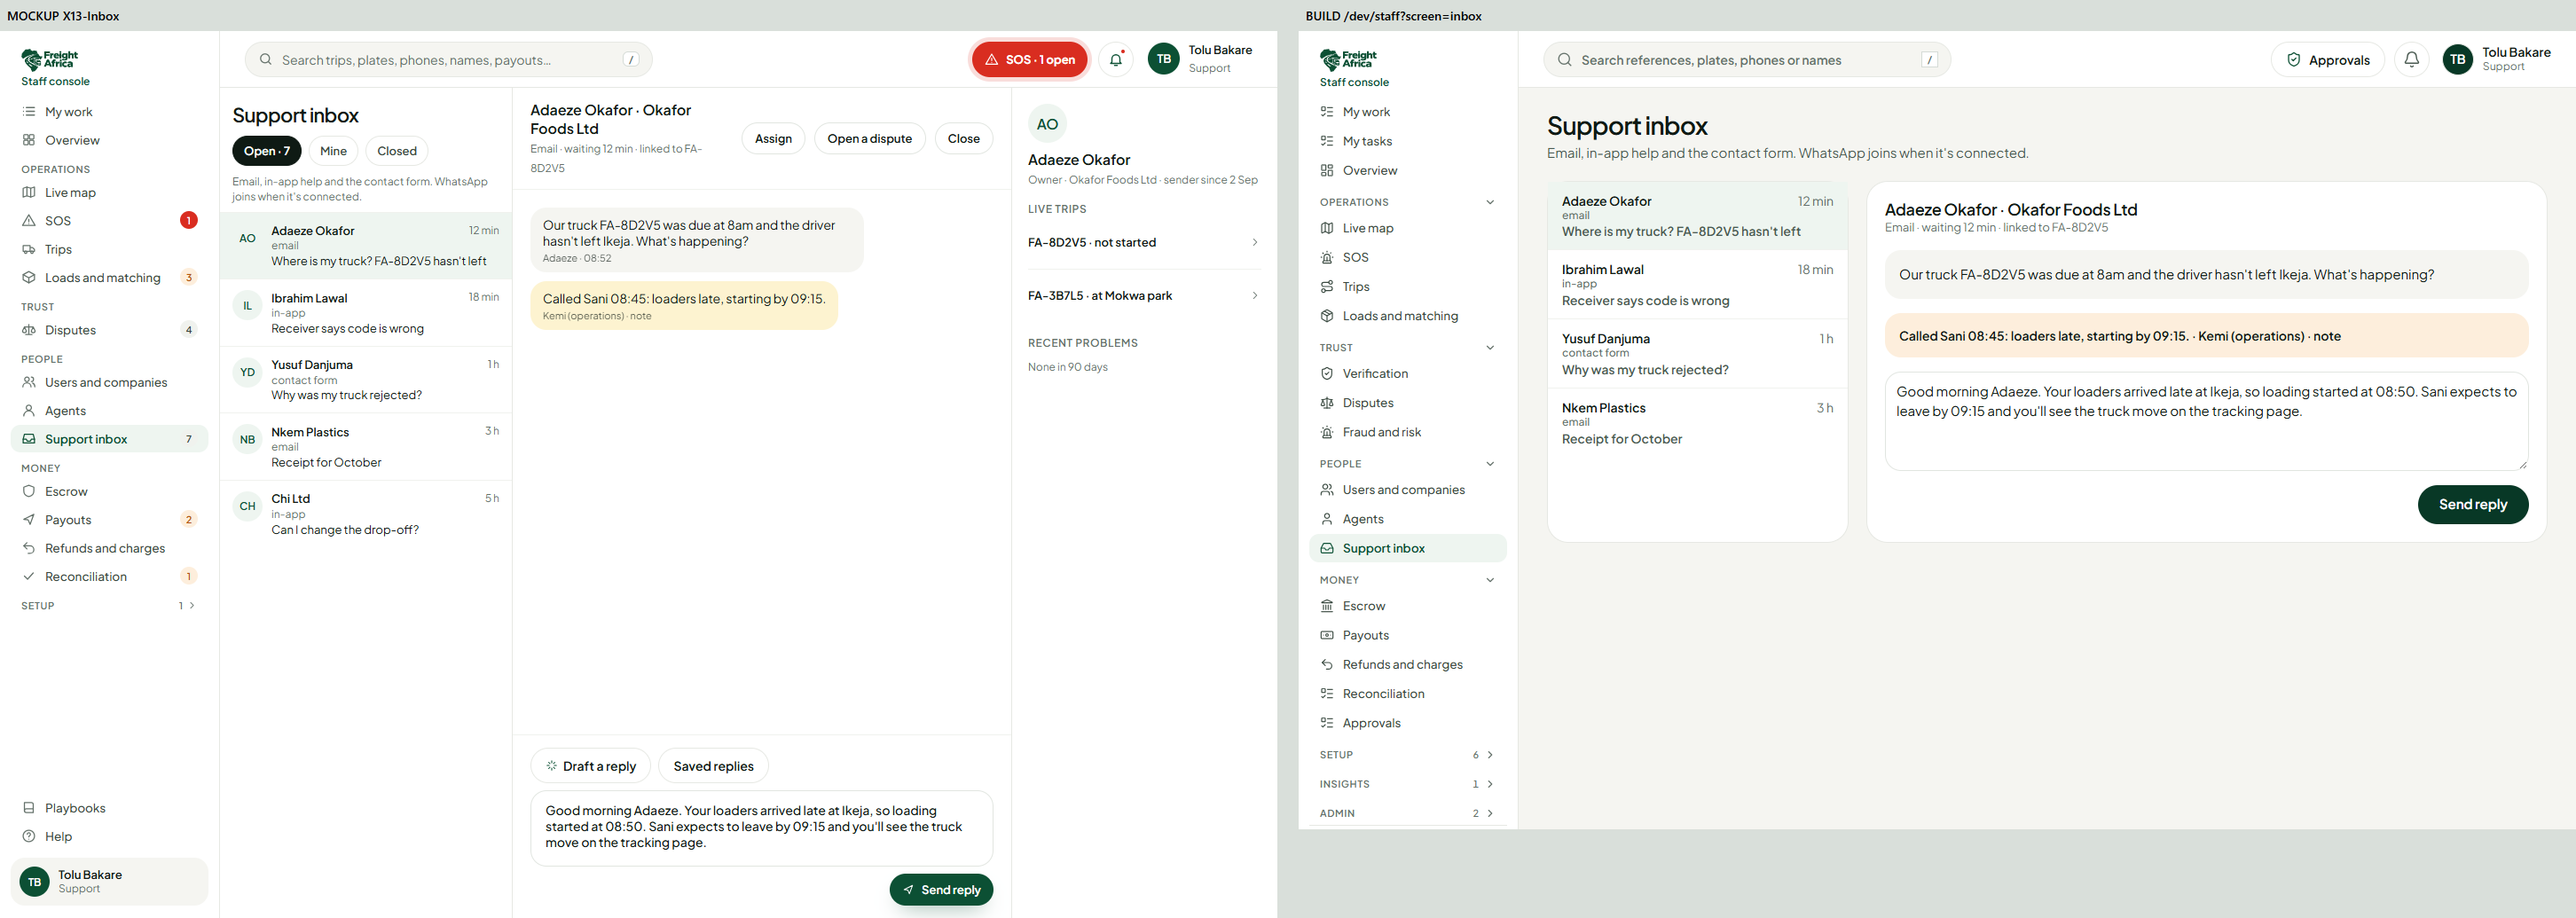 MOCKUP X13-Inbox
Freight
Africa
Staff console
My work
Overview
OPERATIONS
Live map
SOS
1
Trips
Loads and matching
3
TRUST
Disputes
4
PEOPLE
Users and companies
Agents
Support inbox
7
MONEY
Escrow
Payouts
2
Refunds and charges
Reconciliation
1
SETUP
1
Playbooks
Help
TB
Tolu Bakare
Support
Search trips, plates, phones, names, payouts...
/
SOS · 1 open
TB
Tolu Bakare
Support
Support inbox
Open · 7
Mine
Closed
Email, in-app help and the contact form. WhatsApp
joins when it's connected.
AO
Adaeze Okafor
12 min
email
Where is my truck? FA-8D2V5 hasn't left
IL
Ibrahim Lawal
18 min
in-app
Receiver says code is wrong
YD
Yusuf Danjuma
1 h
contact form
Why was my truck rejected?
NB
Nkem Plastics
3 h
email
Receipt for October
CH
Chi Ltd
5 h
in-app
Can I change the drop-off?
Adaeze Okafor · Okafor
Foods Ltd
Email · waiting 12 min · linked to FA-
8D2V5
Assign
Open a dispute
Close
Our truck FA-8D2V5 was due at 8am and the driver
hasn't left Ikeja. What's happening?
Adaeze · 08:52
Called Sani 08:45: loaders late, starting by 09:15.
Kemi (operations) · note
Draft a reply
Saved replies
Good morning Adaeze. Your loaders arrived late at Ikeja, so loading
started at 08:50. Sani expects to leave by 09:15 and you'll see the truck
move on the tracking page.
Send reply
AO
Adaeze Okafor
Owner · Okafor Foods Ltd · sender since 2 Sep
LIVE TRIPS
FA-8D2V5 · not started
FA-3B7L5 · at Mokwa park
RECENT PROBLEMS
None in 90 days
BUILD /dev/staff?screen=inbox
Freight
Africa
Staff console
My work
My tasks
Overview
OPERATIONS
Live map
SOS
Trips
Loads and matching
TRUST
Verification
Disputes
Fraud and risk
PEOPLE
Users and companies
Agents
Support inbox
MONEY
Escrow
Payouts
Refunds and charges
Reconciliation
Approvals
SETUP
6
INSIGHTS
1
ADMIN
2
Search references, plates, phones or names
/
Approvals
TB
Tolu Bakare
Support
Support inbox
Email, in-app help and the contact form. WhatsApp joins when it's connected.
Adaeze Okafor
12 min
email
Where is my truck? FA-8D2V5 hasn't left
Ibrahim Lawal
18 min
in-app
Receiver says code is wrong
Yusuf Danjuma
1 h
contact form
Why was my truck rejected?
Nkem Plastics
3 h
email
Receipt for October
Adaeze Okafor · Okafor Foods Ltd
Email · waiting 12 min · linked to FA-8D2V5
Our truck FA-8D2V5 was due at 8am and the driver hasn't left Ikeja. What's happening?
Called Sani 08:45: loaders late, starting by 09:15. · Kemi (operations) · note
Good morning Adaeze. Your loaders arrived late at Ikeja, so loading started at 08:50. Sani expects to
leave by 09:15 and you'll see the truck move on the tracking page.
Send reply